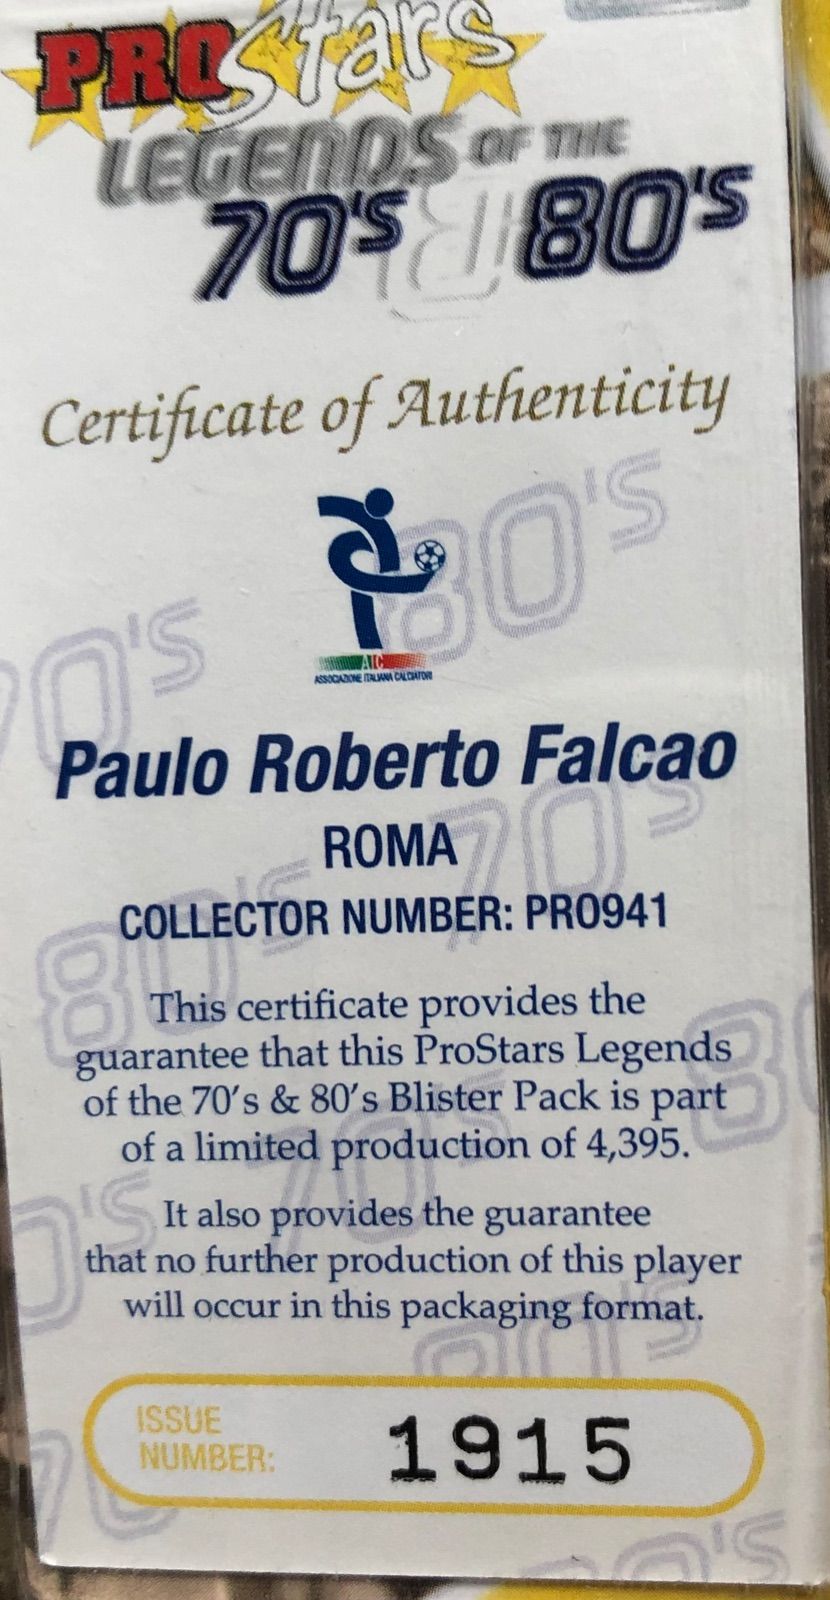 PRO Stars
LEGENDS OF THE
70's & 80's
Certificate of Authenticity
AIC
ASSOCIAZIONE ITALIANA CALCIATORI
Paulo Roberto Falcao
ROMA
COLLECTOR NUMBER: PRO941
This certificate provides the
guarantee that this ProStars Legends
of the 70's & 80's Blister Pack is part
of a limited production of 4,395.
It also provides the guarantee
that no further production of this player
will occur in this packaging format.
ISSUE
NUMBER: 1915